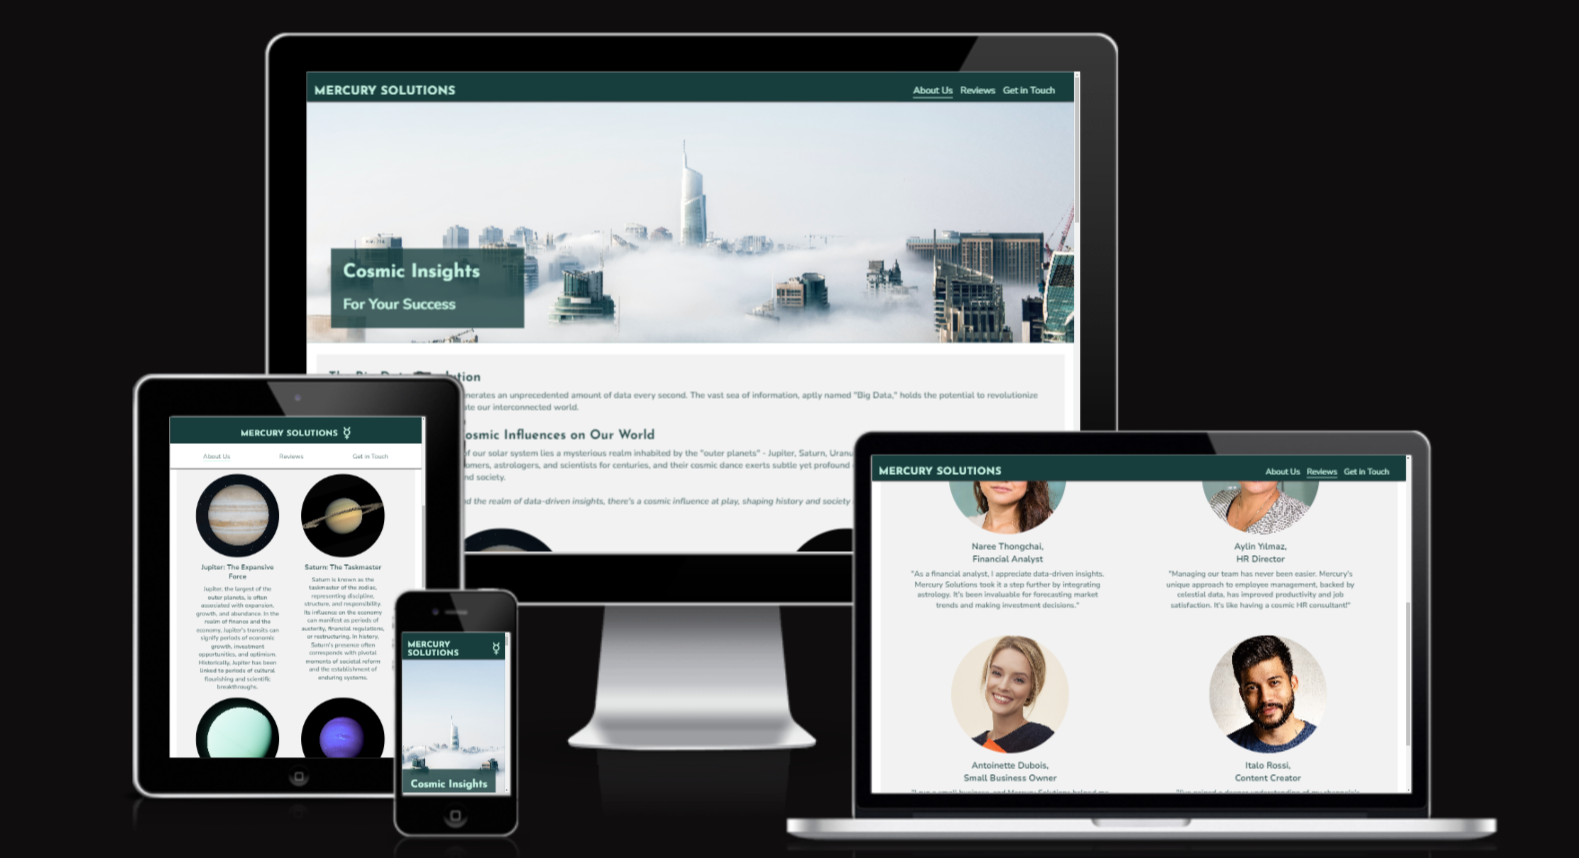 MERCURY SOLUTIONS
About Us Reviews Get in Touch
Cosmic Insights
For Your Success
The Big Data
nerates an unprecedented amount of data every second. The vast sea of information, aptly named "Big Data," holds the potential to revolutionize
te our interconnected world.
osmic Influences on Our World
of our solar system lies a mysterious realm inhabited by the "outer planets" - Jupiter, Saturn, Uranu
omers, astrologers, and scientists for centuries, and their cosmic dance exerts subtle yet profound
nd society.
nd the realm of data-driven insights, there's a cosmic influence at play, shaping history and society
MERCURY SOLUTIONS ☿
About Us Reviews Get in Touch
Jupiter: The Expansive
Force
Jupiter, the largest of the
outer planets, is often
associated with expansion,
growth, and abundance. In the
realm of finance and the
economy, Jupiter's transits can
signify periods of economic
growth, investment
opportunities, and optimism.
Historically, Jupiter has been
linked to periods of cultural
flourishing and scientific
breakthroughs.
Saturn: The Taskmaster
Saturn is known as the
taskmaster of the zodiac,
representing discipline,
structure, and responsibility.
Its influence on the economy
can manifest as periods of
austerity, financial regulations,
or restructuring. In history,
Saturn's presence often
corresponds with pivotal
moments of societal reform
and the establishment of
enduring systems.
MERCURY
SOLUTIONS ☿
Cosmic Insights
MERCURY SOLUTIONS
About Us Reviews Get in Touch
Naree Thongchai,
Financial Analyst
"As a financial analyst, I appreciate data-driven insights.
Mercury Solutions took it a step further by integrating
astrology. It's been invaluable for forecasting market
trends and making investment decisions."
Aylin Yılmaz,
HR Director
"Managing our team has never been easier. Mercury's
unique approach to employee management, backed by
celestial data, has improved productivity and job
satisfaction. It's like having a cosmic HR consultant!"
Antoinette Dubois,
Small Business Owner
Italo Rossi,
Content Creator